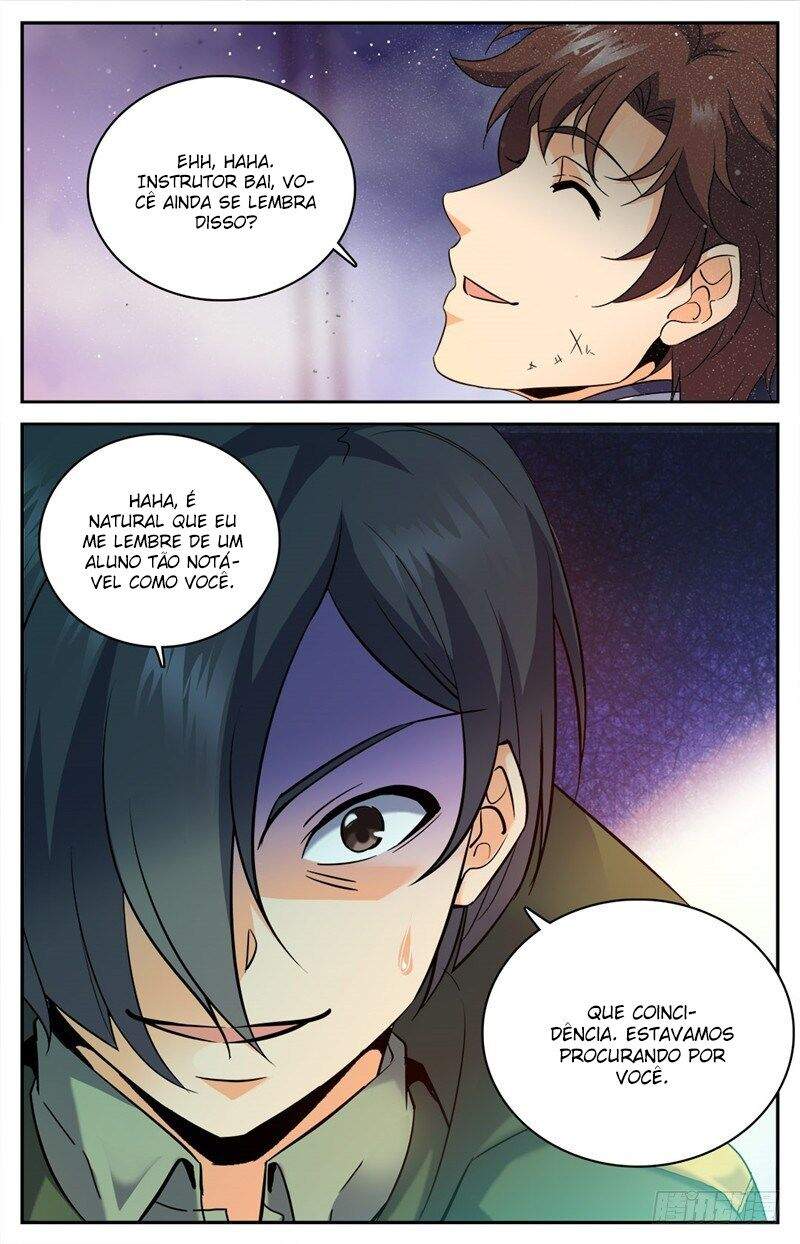 EHH, HAHA.
INSTRUTOR BAI, VO-
CÊ AINDA SE LEMBRA
DISSO?
HAHA, É
NATURAL QUE EU
ME LEMBRE DE UM
ALUNO TÃO NOTÁ-
VEL COMO VOCÊ.
QUE COINCI-
DÊNCIA. ESTAVAMOS
PROCURANDO POR
VOCÊ.